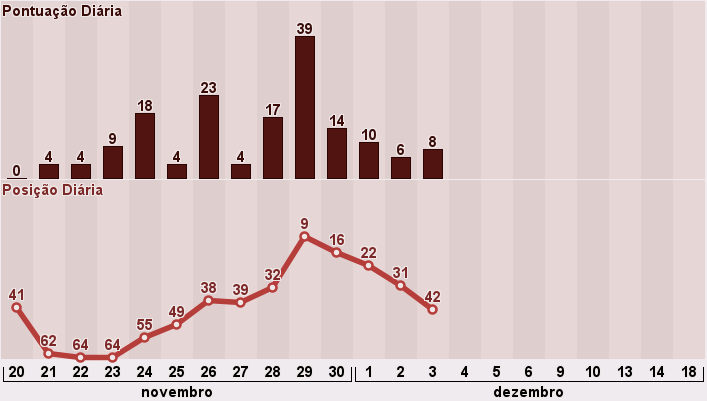 Pontuação Diária
0 4 4 9 18 4 23 4 17 39 14 10 6 8
Posição Diária
41 62 64 64 55 49 38 39 32 9 16 22 31 42
20 21 22 23 24 25 26 27 28 29 30 1 2 3 4 5 6 9 10 13 14 18
novembro dezembro